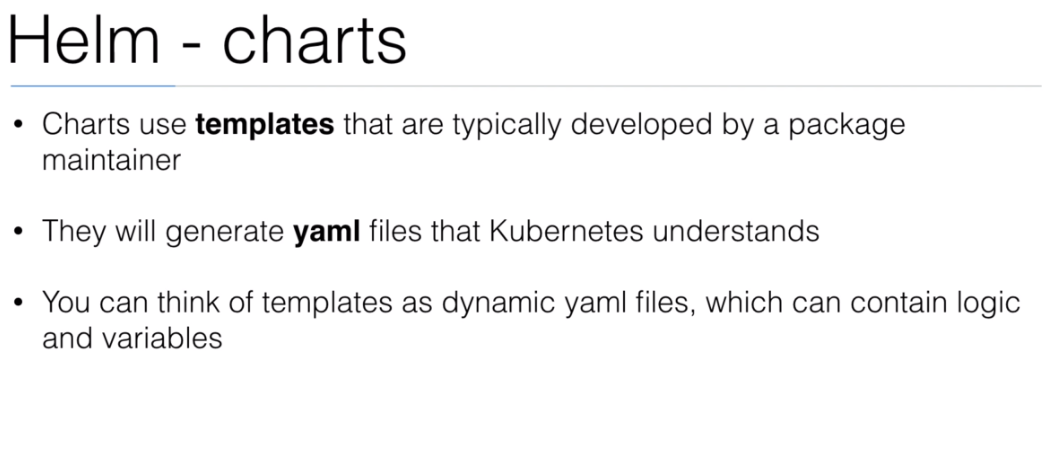 Helm - charts
• Charts use templates that are typically developed by a package
maintainer
• They will generate yaml files that Kubernetes understands
• You can think of templates as dynamic yaml files, which can contain logic
and variables